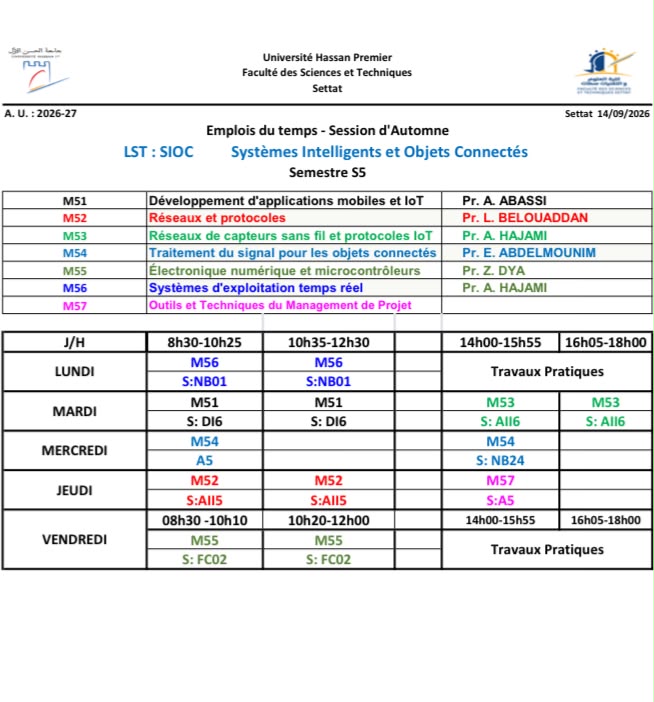 جامعة الحسن الأول
UNIVERSITÉ HASSAN 1er
Université Hassan Premier
Faculté des Sciences et Techniques
Settat
A. U. : 2026-27
Settat 14/09/2026
Emplois du temps - Session d'Automne
LST : SIOC Systèmes Intelligents et Objets Connectés
Semestre S5
M51 Développement d'applications mobiles et IoT Pr. A. ABASSI
M52 Réseaux et protocoles Pr. L. BELOUADDAN
M53 Réseaux de capteurs sans fil et protocoles IoT Pr. A. HAJAMI
M54 Traitement du signal pour les objets connectés Pr. E. ABDELMOUNIM
M55 Électronique numérique et microcontrôleurs Pr. Z. DYA
M56 Systèmes d'exploitation temps réel Pr. A. HAJAMI
M57 Outils et Techniques du Management de Projet
J/H 8h30-10h25 10h35-12h30 14h00-15h55 16h05-18h00
LUNDI M56 M56 Travaux Pratiques
S:NB01 S:NB01
MARDI M51 M51 M53 M53
S: DI6 S: DI6 S: AII6 S: AII6
MERCREDI M54 M54
A5 S: NB24
JEUDI M52 M52 M57
S:AII5 S:AII5 S:A5
08h30 -10h10 10h20-12h00 14h00-15h55 16h05-18h00
VENDREDI M55 M55 Travaux Pratiques
S: FC02 S: FC02